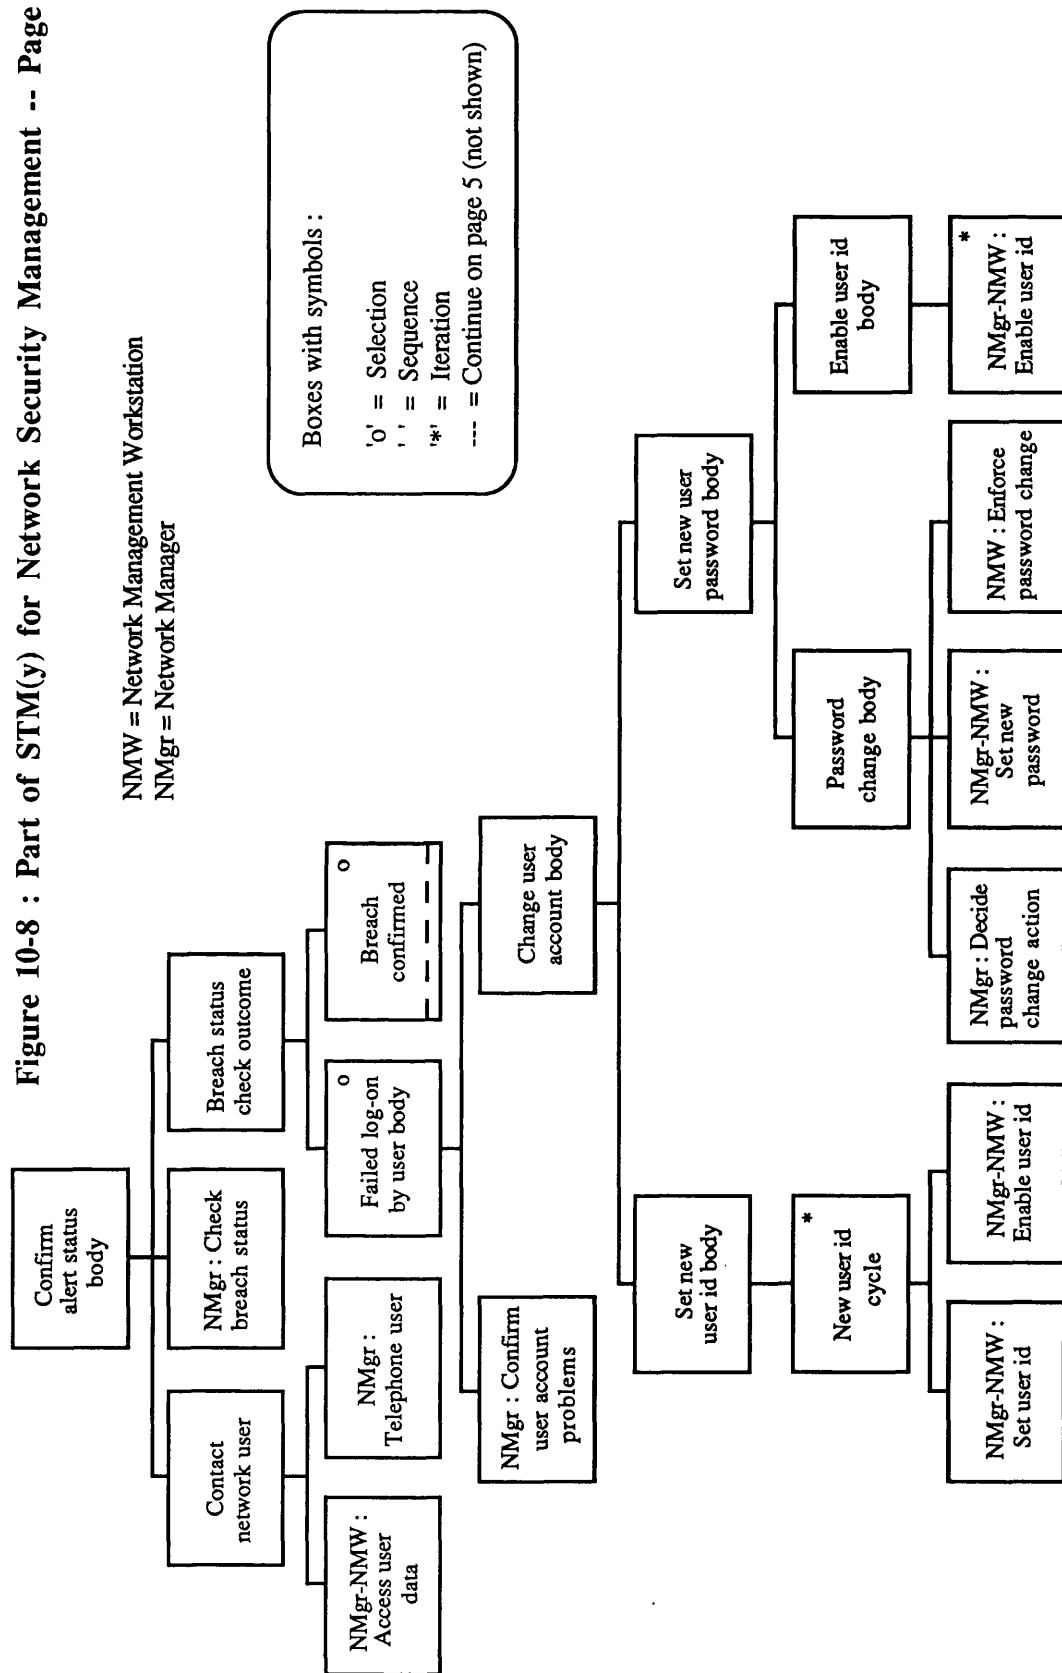 Figure 10-8 : Part of STM(y) for Network Security Management -- Page
NMW = Network Management Workstation
NMgr = Network Manager
Boxes with symbols :
'o' = Selection
' ' = Sequence
'*' = Iteration
--- = Continue on page 5 (not shown)
Confirm
alert status
body
Contact
network user
NMgr : Check
breach status
Breach status
check outcome
NMgr-NMW :
Access user
data
NMgr :
Telephone user
o
Failed log-on
by user body
o
Breach
confirmed
NMgr : Confirm
user account
problems
Change user
account body
Set new
user id body
Set new user
password body
*
New user id
cycle
Password
change body
Enable user id
body
NMgr-NMW :
Set user id
NMgr-NMW :
Enable user id
NMgr : Decide
password
change action
NMgr-NMW :
Set new
password
NMW : Enforce
password change
*
NMgr-NMW :
Enable user id